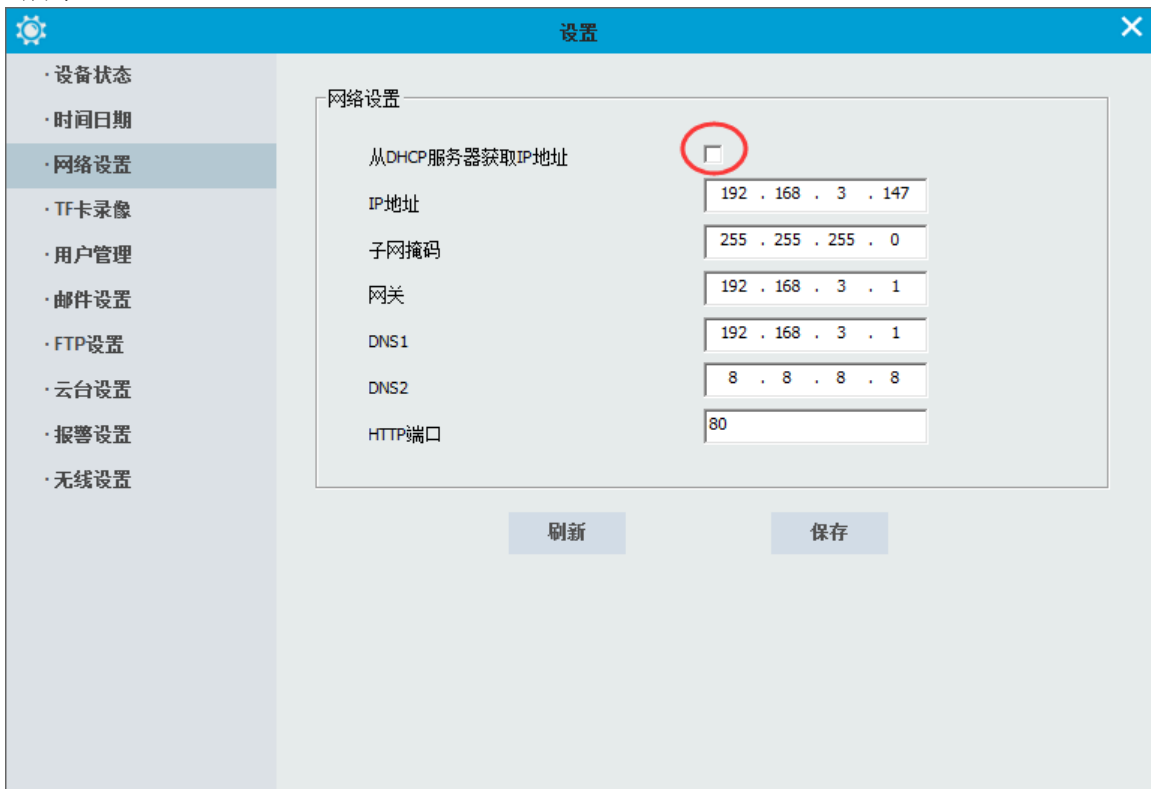 设置
·设备状态
·时间日期
·网络设置
·TF卡录像
·用户管理
·邮件设置
·FTP设置
·云台设置
·报警设置
·无线设置
网络设置
从DHCP服务器获取IP地址
IP地址 192 . 168 . 3 . 147
子网掩码 255 . 255 . 255 . 0
网关 192 . 168 . 3 . 1
DNS1 192 . 168 . 3 . 1
DNS2 8 . 8 . 8 . 8
HTTP端口 80
刷新 保存